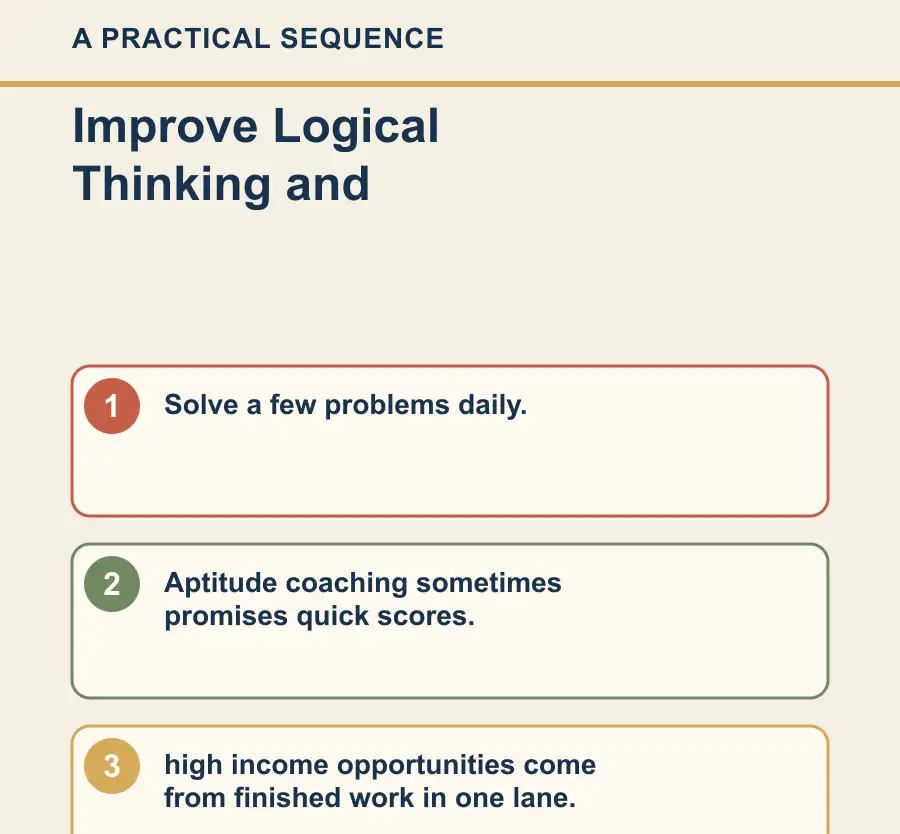 A PRACTICAL SEQUENCE
Improve Logical
Thinking and
1
Solve a few problems daily.
2
Aptitude coaching sometimes
promises quick scores.
3
high income opportunities come
from finished work in one lane.